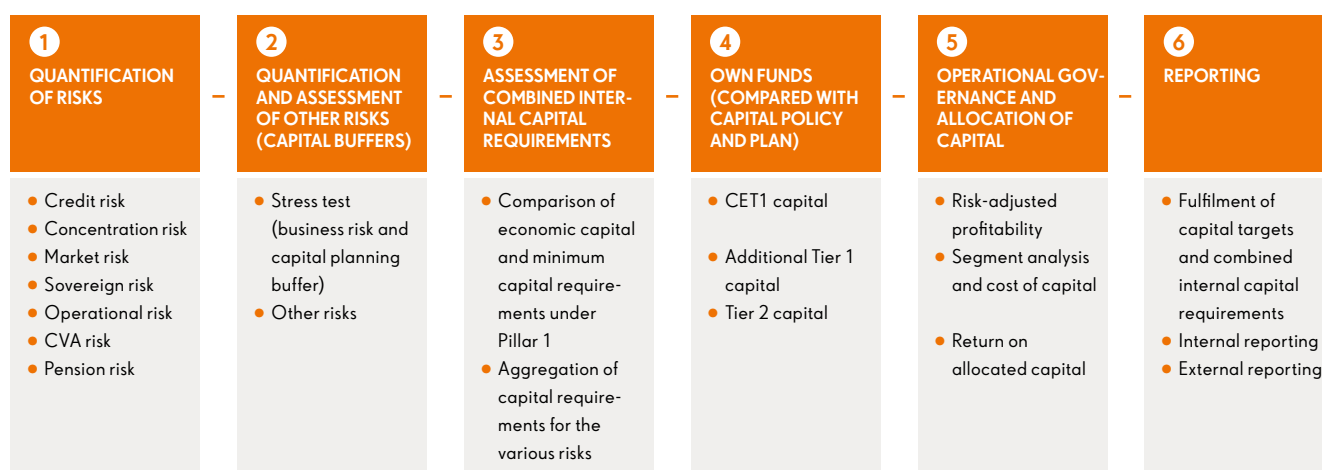 1
QUANTIFICATION
OF RISKS
2
QUANTIFICATION
AND ASSESSMENT
OF OTHER RISKS
(CAPITAL BUFFERS)
3
ASSESSMENT OF
COMBINED INTER-
NAL CAPITAL
REQUIREMENTS
4
OWN FUNDS
(COMPARED WITH
CAPITAL POLICY
AND PLAN)
5
OPERATIONAL GOV-
ERNANCE AND
ALLOCATION OF
CAPITAL
6
REPORTING
• Credit risk
• Concentration risk
• Market risk
• Sovereign risk
• Operational risk
• CVA risk
• Pension risk
• Stress test
(business risk and
capital planning
buffer)
• Other risks
• Comparison of
economic capital
and minimum
capital require-
ments under
Pillar 1
• Aggregation of
capital require-
ments for the
various risks
• CET1 capital
• Additional Tier 1
capital
• Tier 2 capital
• Risk-adjusted
profitability
• Segment analysis
and cost of capital
• Return on
allocated capital
• Fulfilment of
capital targets
and combined
internal capital
requirements
• Internal reporting
• External reporting